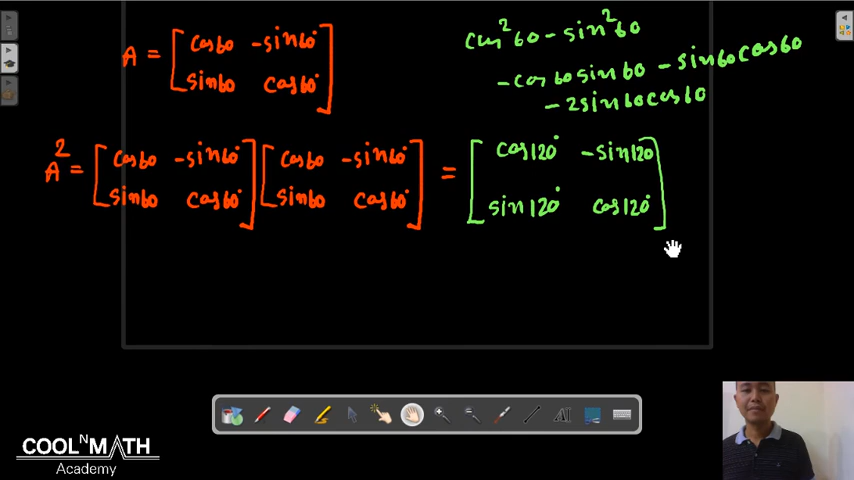 A = [cos60 -sin60°
sin60 cos60°]
cos²60 - sin²60
-cos60sin60 - sin60cos60
-2sin60cos60
A² = [cos60 -sin60°
sin60 cos60°] [cos60 -sin60°
sin60 cos60°] = [cos120° -sin120
sin120° cos120°]
AI
COOL N MATH
Academy